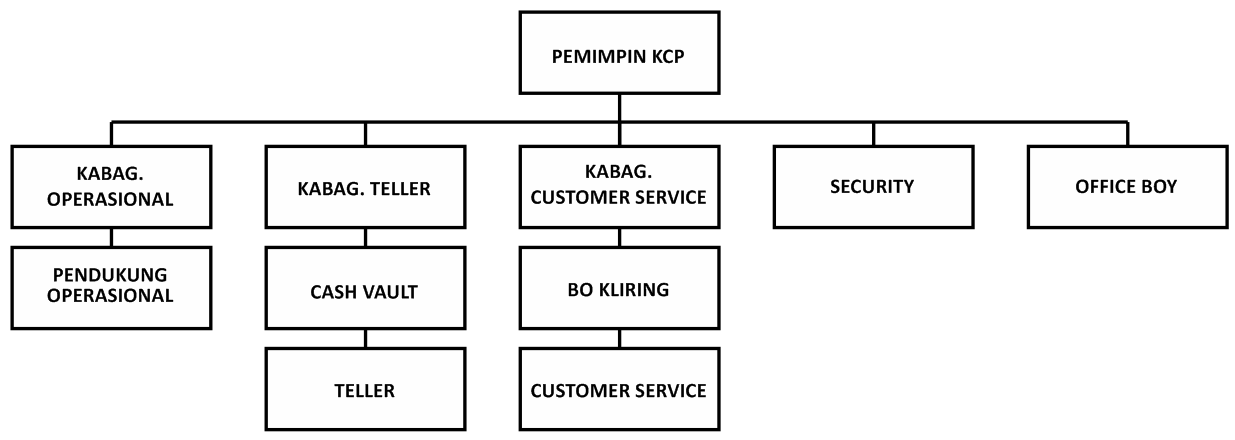 PEMIMPIN KCP
KABAG.
OPERASIONAL
KABAG. TELLER
KABAG.
CUSTOMER SERVICE
SECURITY
OFFICE BOY
PENDUKUNG
OPERASIONAL
CASH VAULT
BO KLIRING
TELLER
CUSTOMER SERVICE